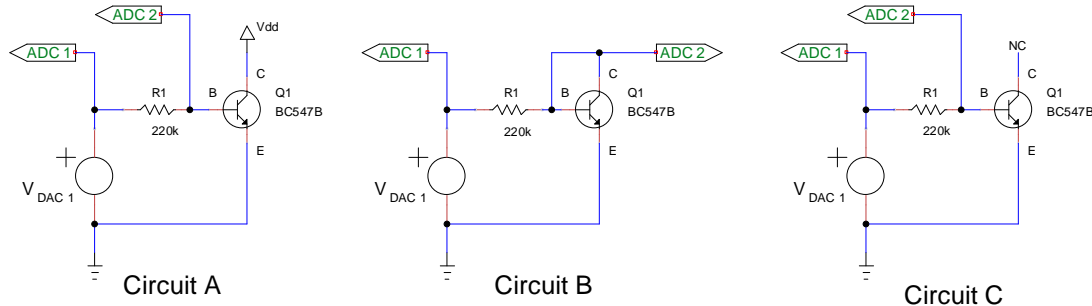 ADC 2
Vdd
ADC 1
C
R1
B
Q1
BC547B
220k
E
V DAC 1
Circuit A
ADC 1
ADC 2
C
R1
B
Q1
BC547B
220k
E
V DAC 1
Circuit B
ADC 2
NC
ADC 1
C
R1
B
Q1
BC547B
220k
E
V DAC 1
Circuit C